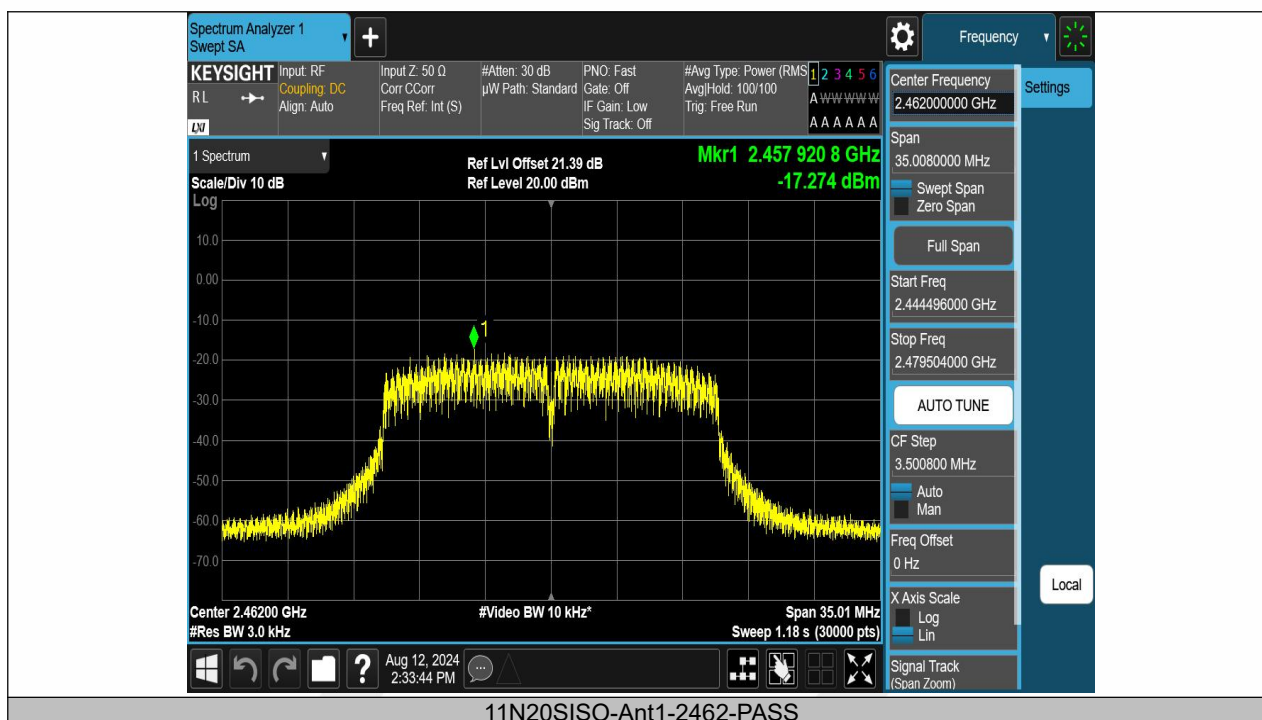 Spectrum Analyzer 1
Swept SA
Frequency
KEYSIGHT
R L
LXI
Input: RF
Coupling: DC
Align: Auto
Input Z: 50 Ω
Corr CCorr
Freq Ref: Int (S)
#Atten: 30 dB
µW Path: Standard
PNO: Fast
Gate: Off
IF Gain: Low
Sig Track: Off
#Avg Type: Power (RMS
Avg|Hold: 100/100
Trig: Free Run
1 2 3 4 5 6
A W W W W W
A A A A A A
1 Spectrum
Scale/Div 10 dB
Log
Ref Lvl Offset 21.39 dB
Ref Level 20.00 dBm
Mkr1 2.457 920 8 GHz
-17.274 dBm
10.0
0.00
-10.0
1
-20.0
-30.0
-40.0
-50.0
-60.0
-70.0
Center 2.46200 GHz
#Res BW 3.0 kHz
#Video BW 10 kHz*
Span 35.01 MHz
Sweep 1.18 s (30000 pts)
Center Frequency
2.462000000 GHz
Settings
Span
35.0080000 MHz
Swept Span
Zero Span
Full Span
Start Freq
2.444496000 GHz
Stop Freq
2.479504000 GHz
AUTO TUNE
CF Step
3.500800 MHz
Auto
Man
Freq Offset
0 Hz
Local
X Axis Scale
Log
Lin
Signal Track
(Span Zoom)
?
Aug 12, 2024
2:33:44 PM
11N20SISO-Ant1-2462-PASS